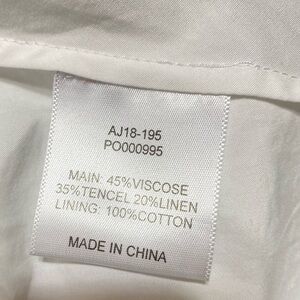 AJ18-195
PO000995
MAIN: 45%VISCOSE
35%TENCEL 20%LINEN
LINING: 100%COTTON
MADE IN CHINA